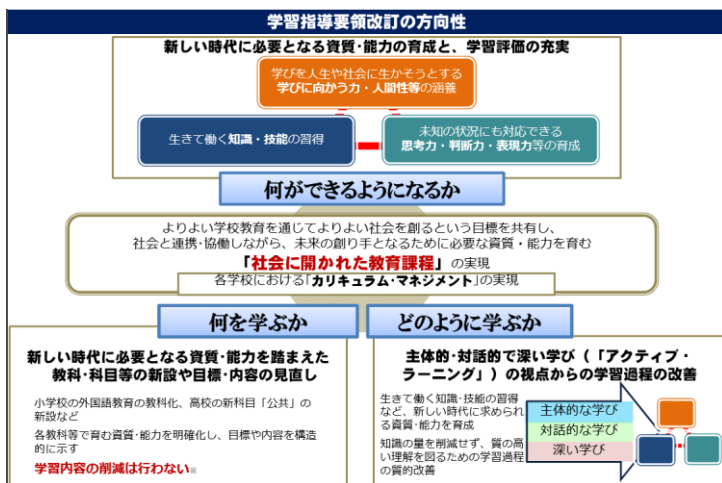 学習指導要領改訂の方向性
新しい時代に必要となる資質･能力の育成と、学習評価の充実
学びを人生や社会に生かそうとする
学びに向かう力・人間性等の涵養
生きて働く知識・技能の習得
未知の状況にも対応できる
思考力・判断力・表現力等の育成
何ができるようになるか
よりよい学校教育を通じてよりよい社会を創るという目標を共有し、
社会と連携･協働しながら、未来の創り手となるために必要な資質・能力を育む
「社会に開かれた教育課程」の実現
各学校における「カリキュラム･マネジメント」の実現
何を学ぶか
新しい時代に必要となる資質･能力を踏まえた
教科･科目等の新設や目標･内容の見直し
小学校の外国語教育の教科化、高校の新科目「公共」の
新設など
各教科等で育む資質･能力を明確化し、目標や内容を構造
的に示す
学習内容の削減は行わない※
どのように学ぶか
主体的･対話的で深い学び（「アクティブ・
ラーニング」）の視点からの学習過程の改善
生きて働く知識･技能の習得
など、新しい時代に求められ
る資質･能力を育成
知識の量を削減せず、質の高
い理解を図るための学習過程
の質的改善
主体的な学び
対話的な学び
深い学び